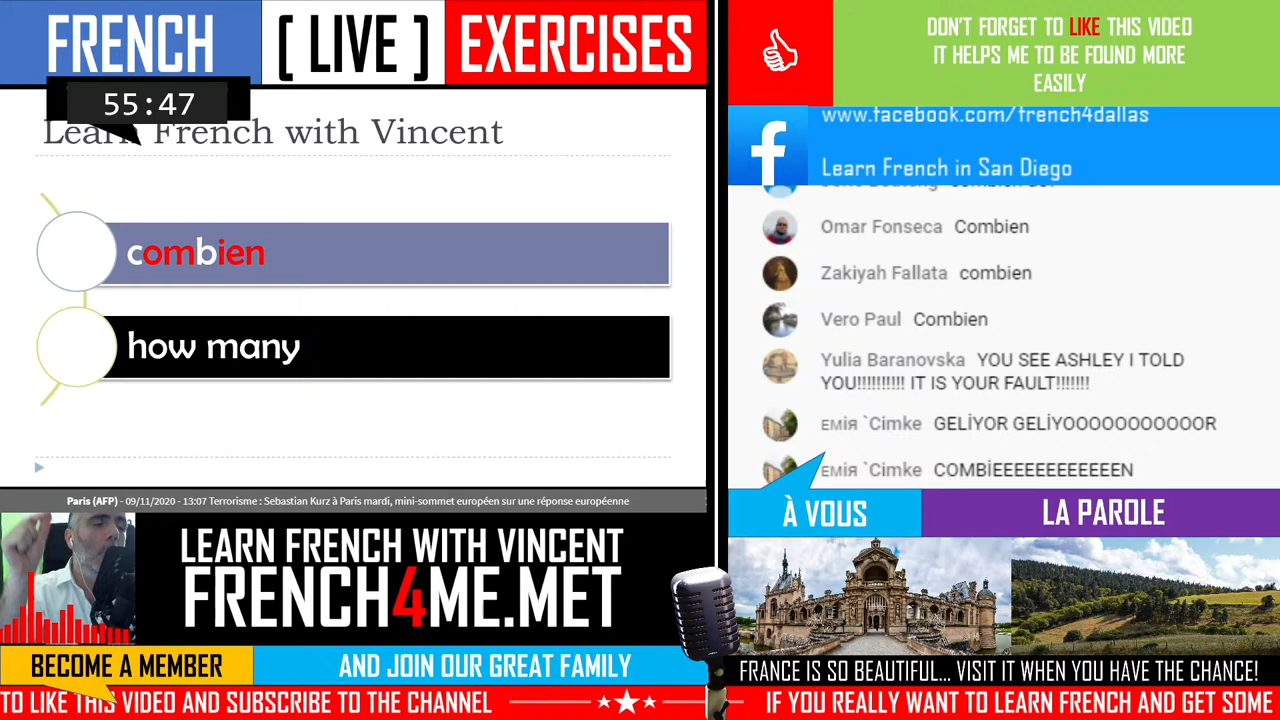 FRENCH
[ LIVE ]
EXERCISES
55:47
Learn French with Vincent
combien
how many
Paris (AFP) - 09/11/2020 - 13:07 Terrorisme : Sebastian Kurz à Paris mardi, mini-sommet européen sur une réponse européenne
LEARN FRENCH WITH VINCENT
FRENCH4ME.MET
BECOME A MEMBER
AND JOIN OUR GREAT FAMILY
TO LIKE THIS VIDEO AND SUBSCRIBE TO THE CHANNEL
DON'T FORGET TO LIKE THIS VIDEO
IT HELPS ME TO BE FOUND MORE
EASILY
www.facebook.com/french4dallas
Learn French in San Diego
Omar Fonseca Combien
Zakiyah Fallata combien
Vero Paul Combien
Yulia Baranovska YOU SEE ASHLEY I TOLD
YOU!!!!!!!!!! IT IS YOUR FAULT!!!!!!!
ᴇᴍıя `Cimke GELİYOR GELİYOOOOOOOOOOOR
ᴇᴍıя `Cimke COMBİEEEEEEEEEEEEN
À VOUS
LA PAROLE
FRANCE IS SO BEAUTIFUL... VISIT IT WHEN YOU HAVE THE CHANCE!
IF YOU REALLY WANT TO LEARN FRENCH AND GET SOME